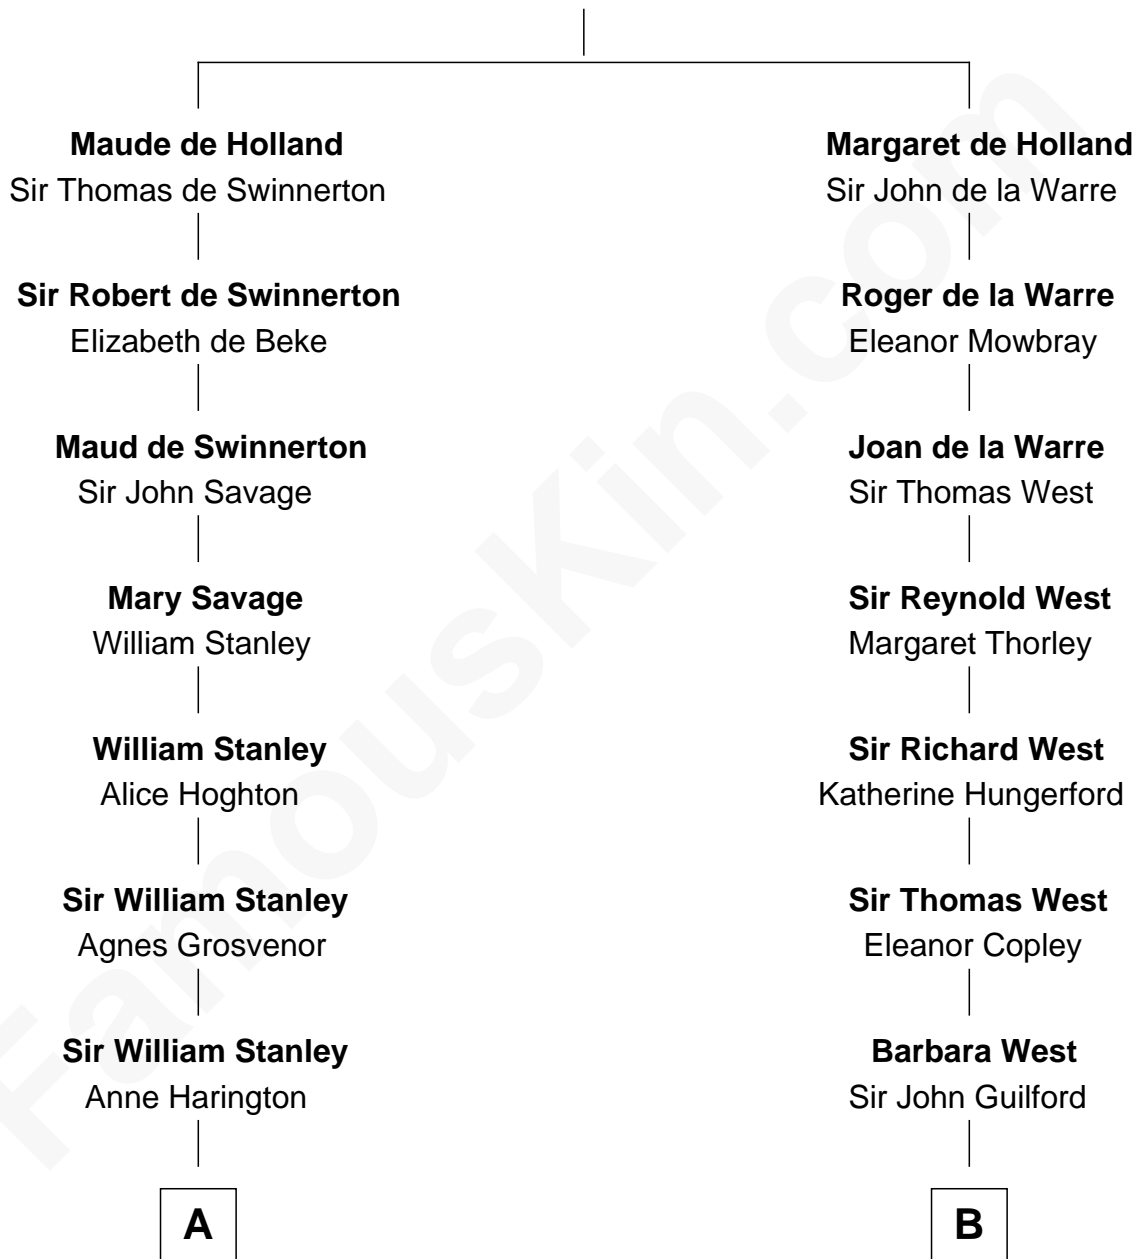 Maude de Holland
Sir Thomas de Swinnerton
Sir Robert de Swinnerton
Elizabeth de Beke
Maud de Swinnerton
Sir John Savage
Mary Savage
William Stanley
William Stanley
Alice Hoghton
Sir William Stanley
Agnes Grosvenor
Sir William Stanley
Anne Harington
A
Margaret de Holland
Sir John de la Warre
Roger de la Warre
Eleanor Mowbray
Joan de la Warre
Sir Thomas West
Sir Reynold West
Margaret Thorley
Sir Richard West
Katherine Hungerford
Sir Thomas West
Eleanor Copley
Barbara West
Sir John Guilford
B
FamousKin.com